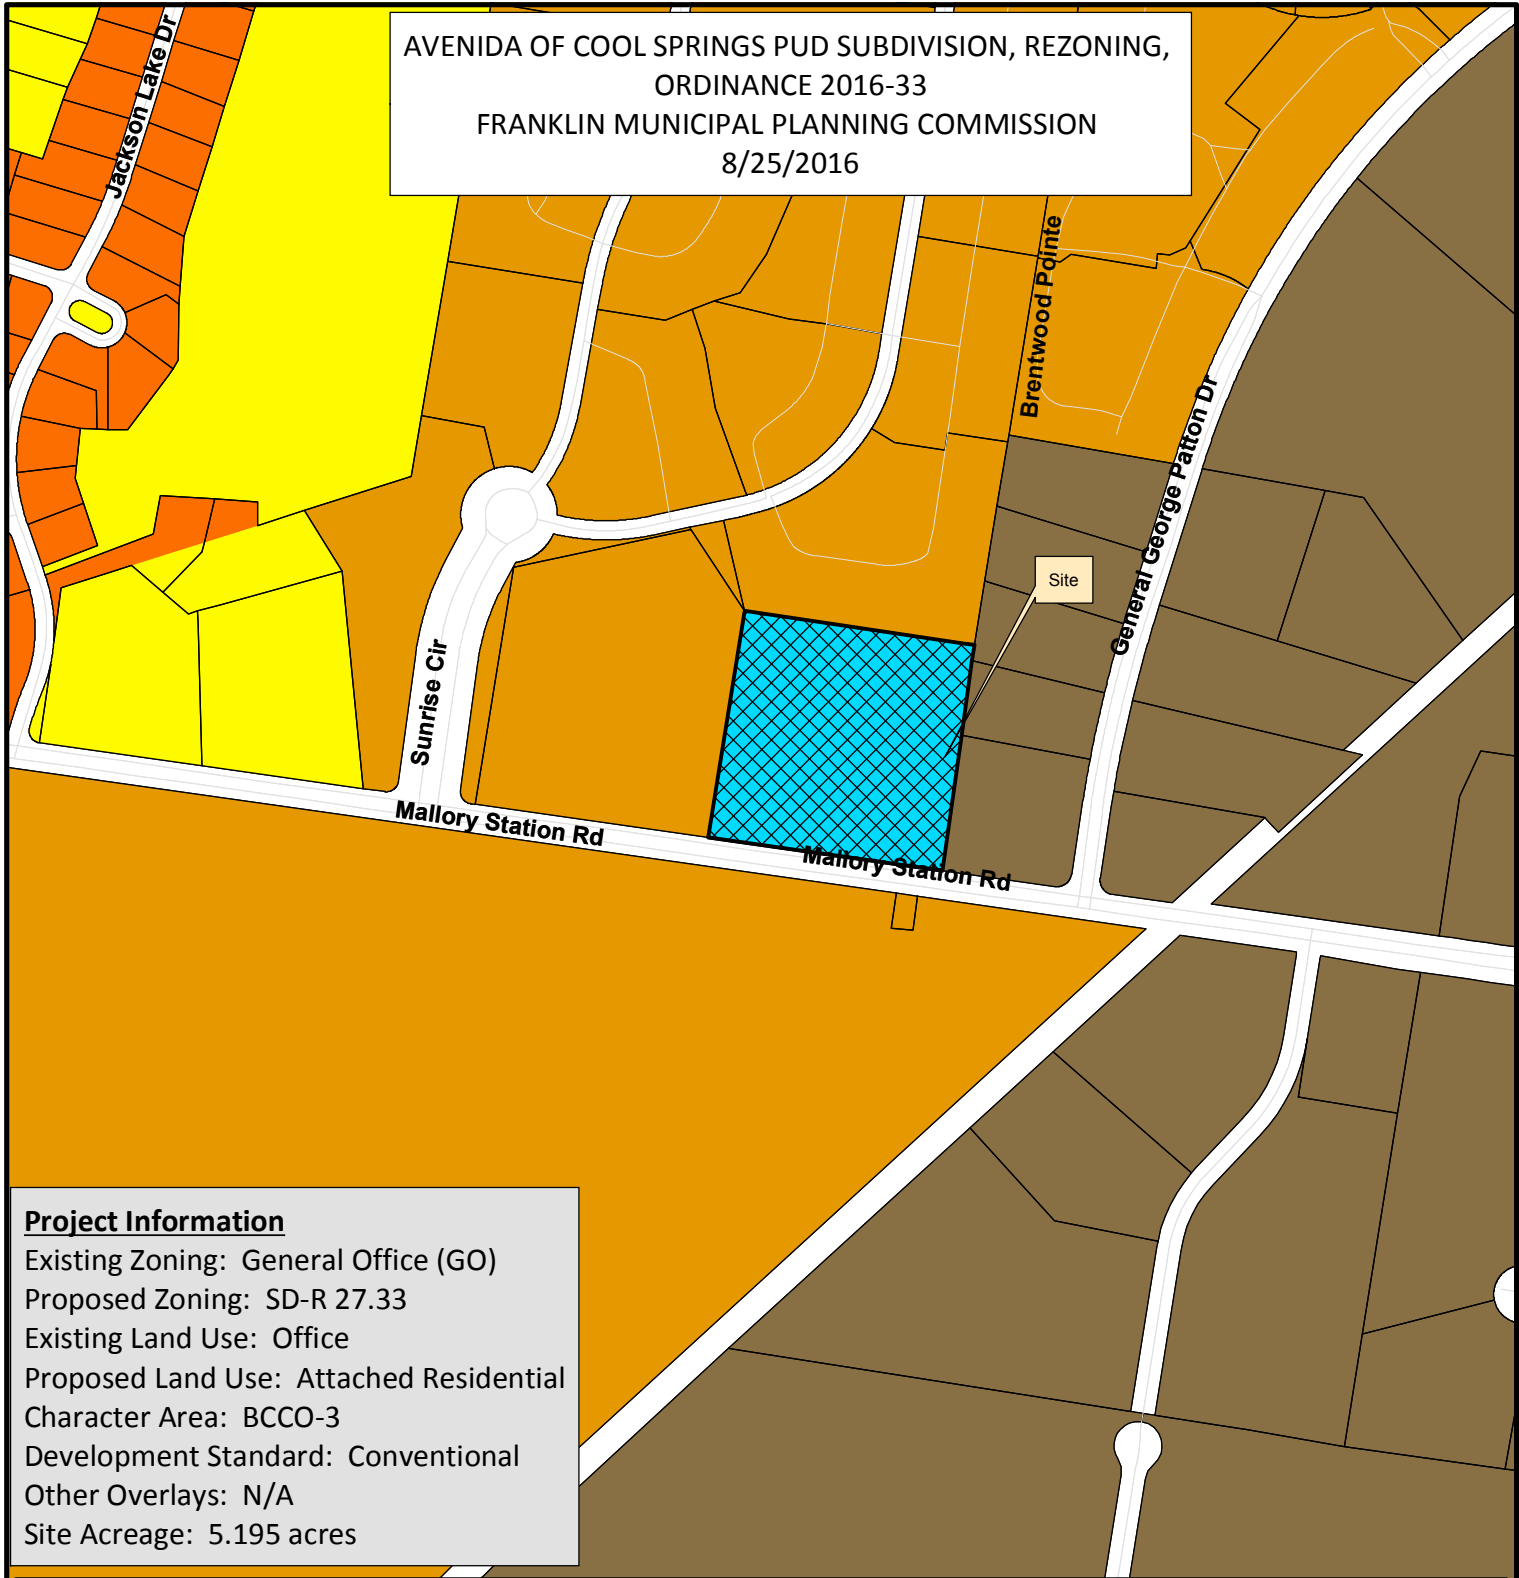 AVENIDA OF COOL SPRINGS PUD SUBDIVISION, REZONING,
ORDINANCE 2016-33
FRANKLIN MUNICIPAL PLANNING COMMISSION
8/25/2016
Jackson Lake Dr
Brentwood Pointe
General George Patton Dr
Site
Sunrise Cir
Mallory Station Rd
Mallory Station Rd
Project Information
Existing Zoning: General Office (GO)
Proposed Zoning: SD-R 27.33
Existing Land Use: Office
Proposed Land Use: Attached Residential
Character Area: BCCO-3
Development Standard: Conventional
Other Overlays: N/A
Site Acreage: 5.195 acres